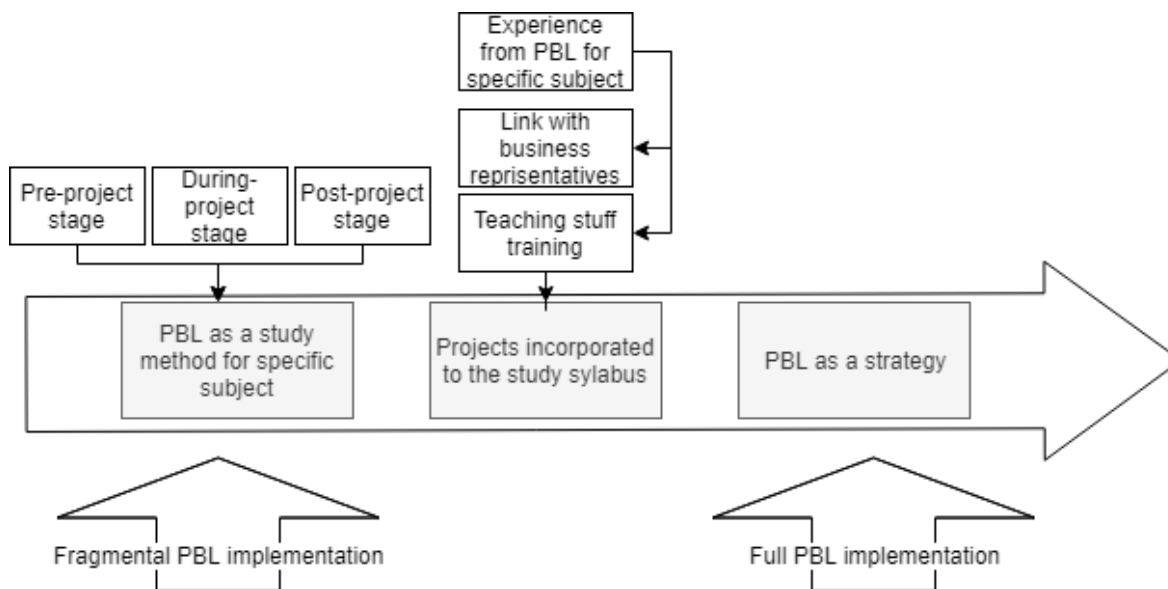 Experience
from PBL for
specific subject
Link with
business
reprisentatives
Pre-project
stage
During-
project
stage
Post-project
stage
Teaching stuff
training
PBL as a study
method for specific
subject
Projects incorporated
to the study sylabus
PBL as a strategy
Fragmental PBL implementation
Full PBL implementation